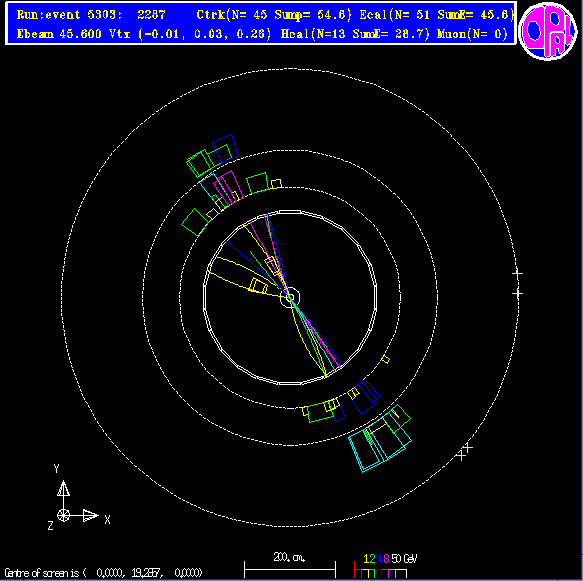 Run:event 5303: 2287 Ctrk(N= 45 Sump= 54.6) Ecal(N= 51 SumE= 45.6)
Ebeam 45.600 Vtx (-0.01, 0.03, 0.26) Hcal(N=13 SumE= 28.7) Muon(N= 0)
Y
X
Z
200. cm.
1 2 4 8 50 GeV
Centre of screen is ( 0.0000, 19.2857, 0.0000)